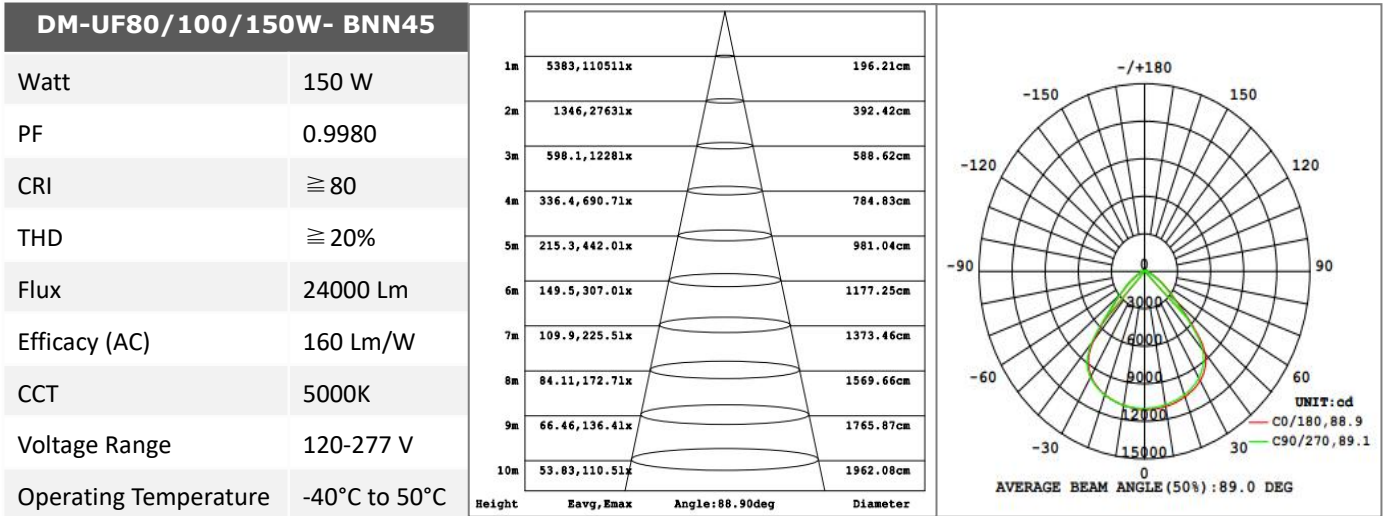 DM-UF80/100/150W- BNN45
Watt 150 W
PF 0.9980
CRI ≧80
THD ≧20%
Flux 24000 Lm
Efficacy (AC) 160 Lm/W
CCT 5000K
Voltage Range 120-277 V
Operating Temperature -40°C to 50°C
1m 5383,11051lx 196.21cm
2m 1346,2763lx 392.42cm
3m 598.1,1228lx 588.62cm
4m 336.4,690.7lx 784.83cm
5m 215.3,442.0lx 981.04cm
6m 149.5,307.0lx 1177.25cm
7m 109.9,225.5lx 1373.46cm
8m 84.11,172.7lx 1569.66cm
9m 66.46,136.4lx 1765.87cm
10m 53.83,110.5lx 1962.08cm
Height Eavg,Emax Angle:88.90deg Diameter
-/+180
-150 150
-120 120
-90 0 90
3000
6000
-60 9000 60
UNIT:cd
12000 C0/180,88.9
-30 15000 30 C90/270,89.1
0
AVERAGE BEAM ANGLE(50%):89.0 DEG